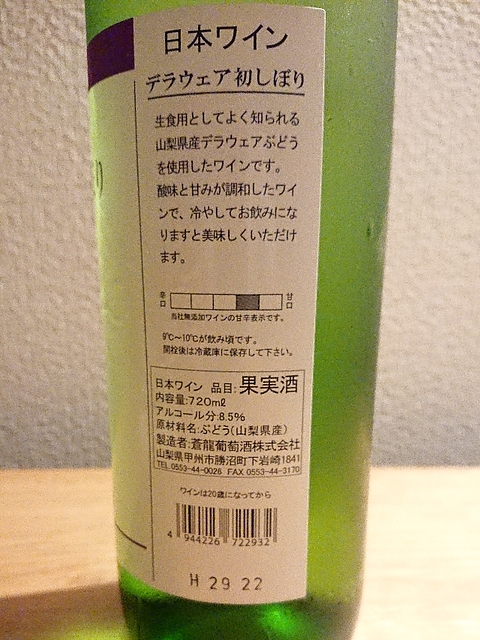 日本ワイン
デラウェア初しぼり
生食用としてよく知られる
山梨県産デラウェアぶどう
を使用したワインです。
酸味と甘みが調和したワイ
ンで、冷やしてお飲みにな
りますと美味しくいただけ
ます。
辛口 甘口
当社無添加ワインの甘辛表示です。
9℃~10℃が飲み頃です。
開栓後は冷蔵庫に保存して下さい。
日本ワイン 品目:果実酒
内容量:720mℓ
アルコール分:8.5%
原材料名:ぶどう(山梨県産)
製造者:蒼龍葡萄酒株式会社
山梨県甲州市勝沼町下岩崎1841
TEL 0553-44-0026 FAX 0553-44-3170
ワインは20歳になってから
4 944226 722932
H 29 22